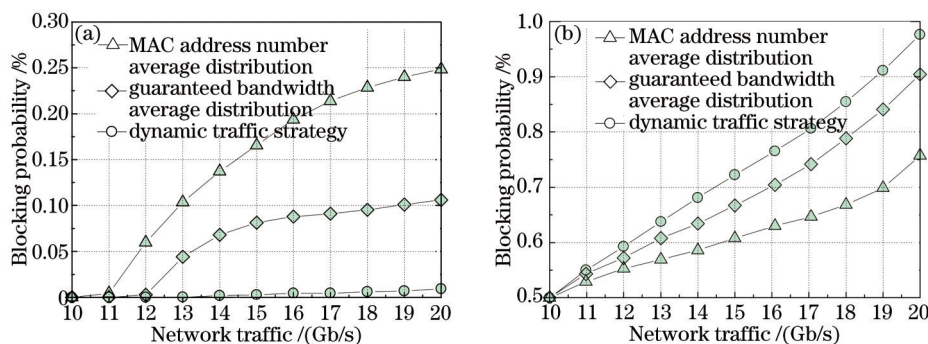 0.30
(a)
MAC address number
average distribution
0.25
guaranteed bandwidth
average distribution
0.20
dynamic traffic strategy
0.15
0.10
0.05
0
Blocking probability /%
10 11 12 13 14 15 16 17 18 19 20
Network traffic /(Gb/s)
1.0
(b)
MAC address number
average distribution
0.9
guaranteed bandwidth
average distribution
0.8
dynamic traffic strategy
0.7
0.6
0.5
Blocking probability /%
10 11 12 13 14 15 16 17 18 19 20
Network traffic /(Gb/s)